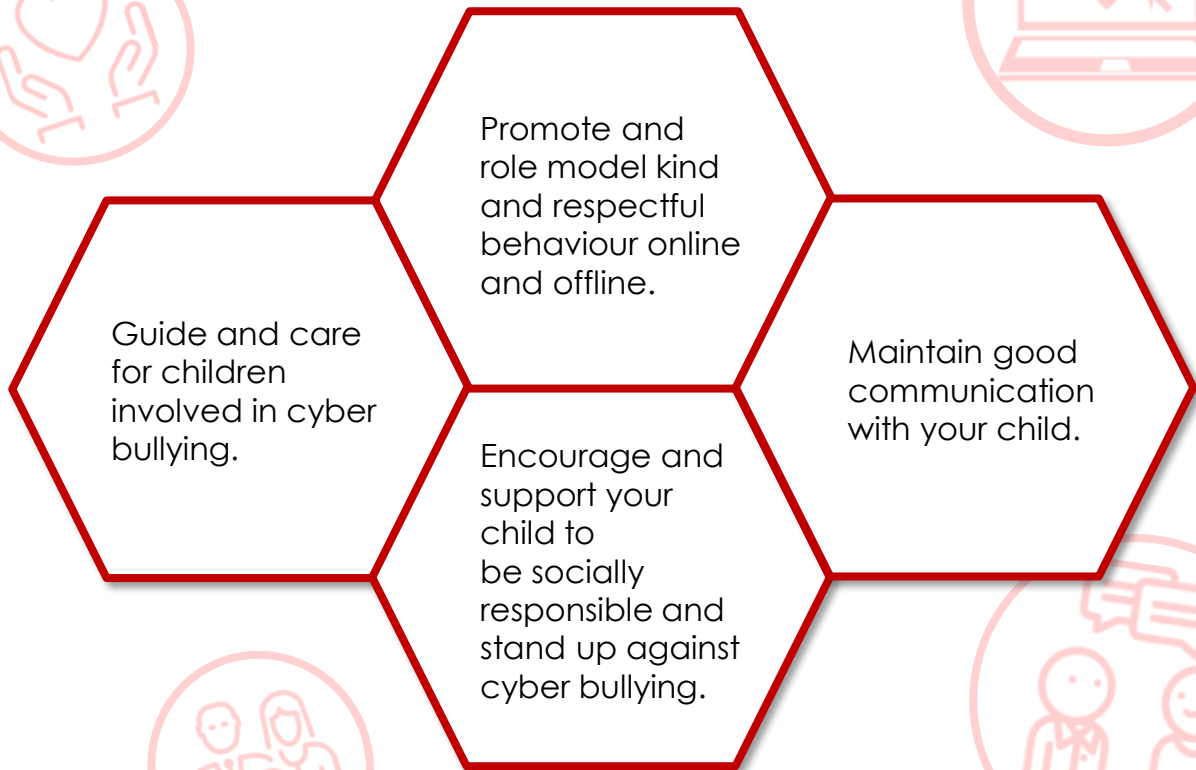 Promote and
role model kind
and respectful
behaviour online
and offline.
Guide and care
for children
involved in cyber
bullying.
Maintain good
communication
with your child.
Encourage and
support your
child to
be socially
responsible and
stand up against
cyber bullying.